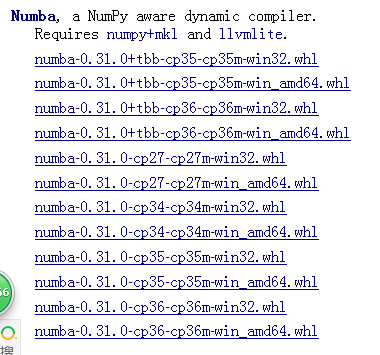 Numba, a NumPy aware dynamic compiler.
Requires numpy+mkl and llvmlite.
numba-0.31.0+tbb-cp35-cp35m-win32.whl
numba-0.31.0+tbb-cp35-cp35m-win_amd64.whl
numba-0.31.0+tbb-cp36-cp36m-win32.whl
numba-0.31.0+tbb-cp36-cp36m-win_amd64.whl
numba-0.31.0-cp27-cp27m-win32.whl
numba-0.31.0-cp27-cp27m-win_amd64.whl
numba-0.31.0-cp34-cp34m-win32.whl
numba-0.31.0-cp34-cp34m-win_amd64.whl
numba-0.31.0-cp35-cp35m-win32.whl
numba-0.31.0-cp35-cp35m-win_amd64.whl
numba-0.31.0-cp36-cp36m-win32.whl
numba-0.31.0-cp36-cp36m-win_amd64.whl